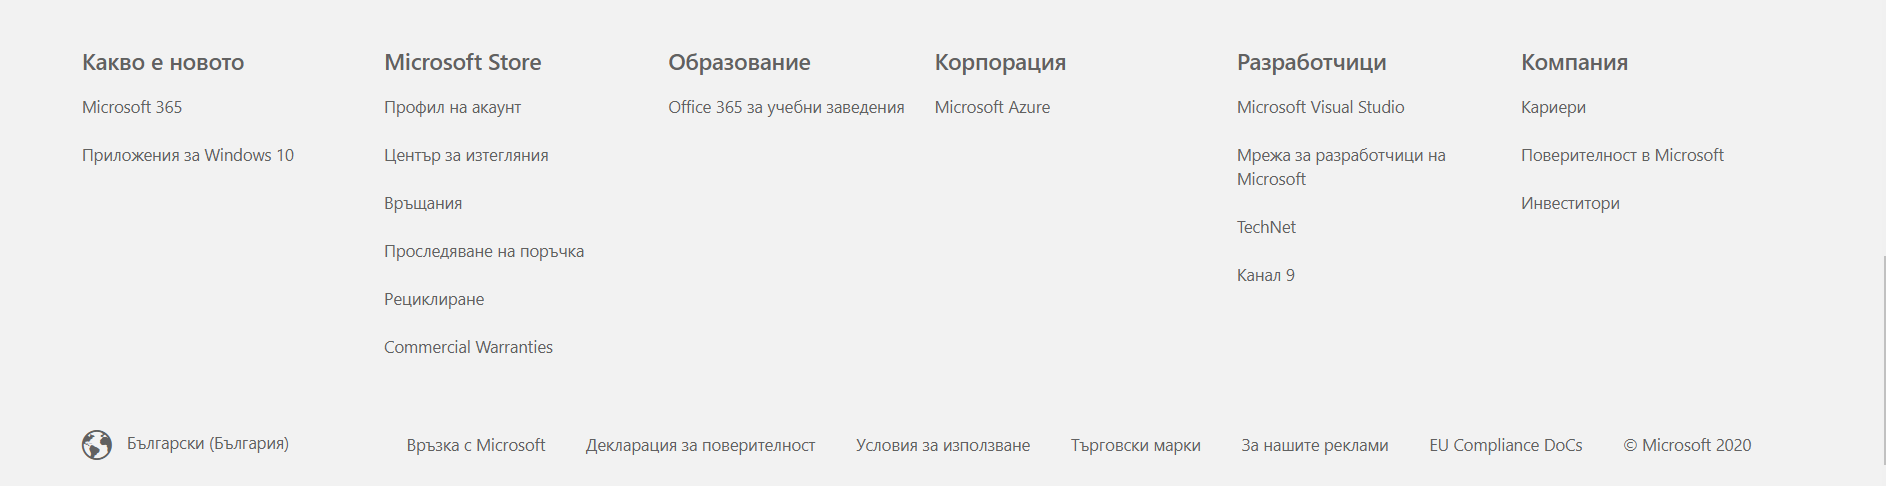 Какво е новото
Microsoft 365
Приложения за Windows 10
Microsoft Store
Профил на акаунт
Център за изтегляния
Връщания
Проследяване на поръчка
Рециклиране
Commercial Warranties
Образование
Office 365 за учебни заведения
Корпорация
Microsoft Azure
Разработчици
Microsoft Visual Studio
Мрежа за разработчици на
Microsoft
TechNet
Канал 9
Компания
Кариери
Поверителност в Microsoft
Инвеститори
Български (България)
Връзка с Microsoft
Декларация за поверителност
Условия за използване
Търговски марки
За нашите реклами
EU Compliance DoCs
© Microsoft 2020